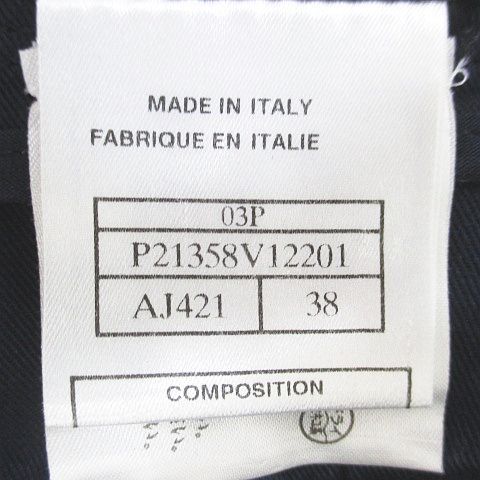 MADE IN ITALY
FABRIQUE EN ITALIE
03P
P21358V12201
AJ421 38
COMPOSITION